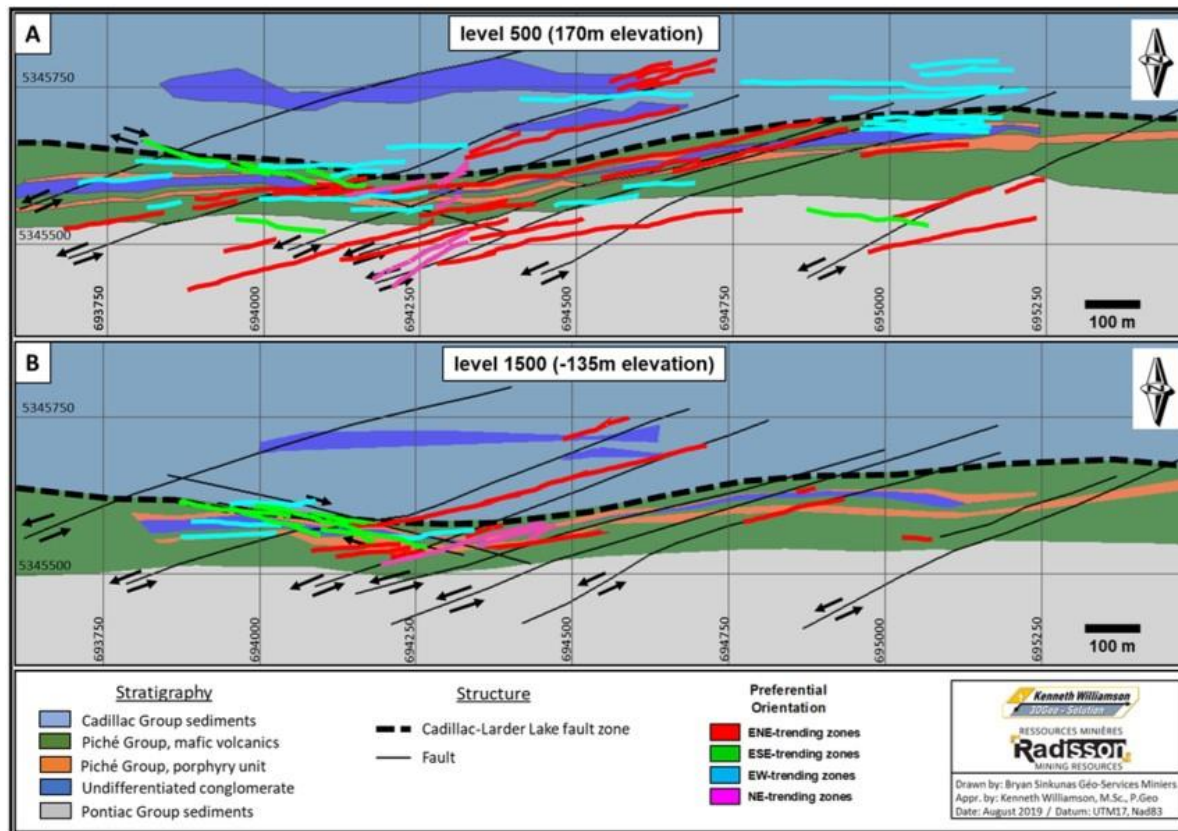 A
level 500 (170m elevation)
N
5345750
5345500
693750
694000
694250
694500
694750
695000
695250
100 m
B
level 1500 (-135m elevation)
N
5345750
5345500
693750
694000
694250
694500
694750
695000
695250
100 m
Stratigraphy
Cadillac Group sediments
Piché Group, mafic volcanics
Piché Group, porphyry unit
Undifferentiated conglomerate
Pontiac Group sediments
Structure
Cadillac-Larder Lake fault zone
Fault
Preferential
Orientation
ENE-trending zones
ESE-trending zones
EW-trending zones
NE-trending zones
Kenneth Williamson
3DGeo - Solution
RESSOURCES MINIÈRES
Radisson
MINING RESOURCES
Drawn by: Bryan Sinkunas Géo-Services Miniers
Appr. by: Kenneth Williamson, M.Sc., P.Geo
Date: August 2019 / Datum: UTM17, Nad83